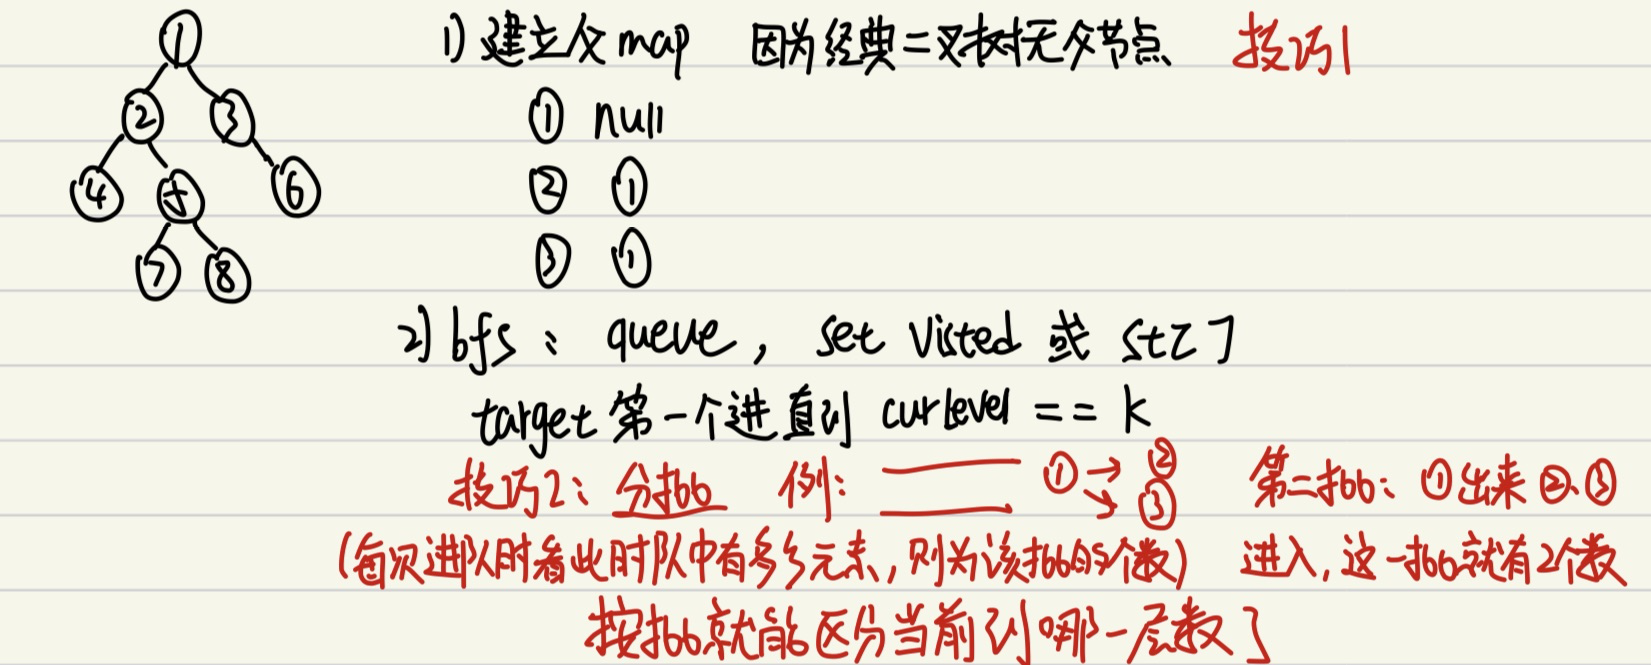 1) 建立父map 因为经典二叉树无父节点 技巧1
1
2 3
4 5 6
7 8
① null
② ①
③ ①
2) bfs: queue, set visted 或 st[]
target 第一个进直到 curlevel == k
技巧2: 分批 例: ① → ② ③ 第二批: ①出来 ②、③
(每次进队时看此时队中有多少元素,则为该批的个数) 进入,这一批就有2个数
按批就能区分当前到哪一层数]